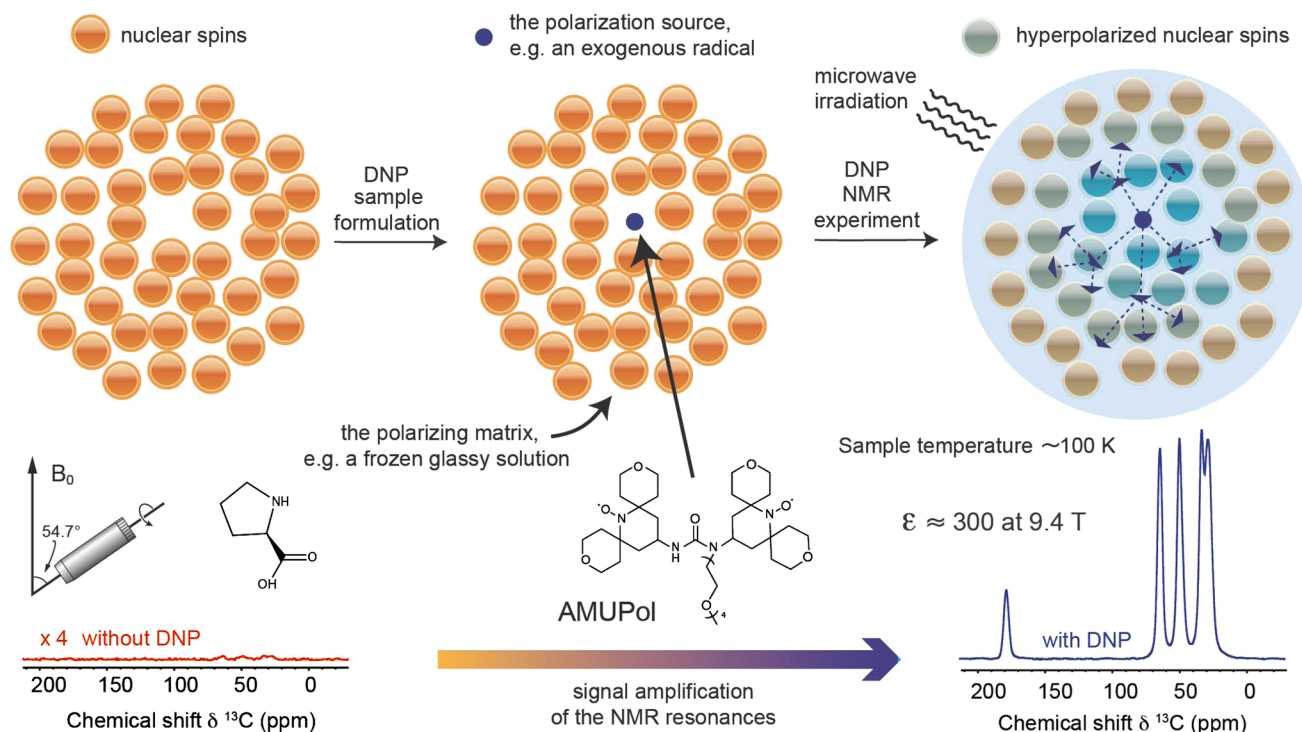 nuclear spins
the polarization source,
e.g. an exogenous radical
hyperpolarized nuclear spins
microwave
irradiation
DNP
sample
formulation
DNP
NMR
experiment
the polarizing matrix,
e.g. a frozen glassy solution
Sample temperature ~100 K
ε ≈ 300 at 9.4 T
B₀
54.7°
NH
O
OH
O
O
N
O·
·O
N
O
N
H
N
O
O
O
4
AMUPol
x 4 without DNP
200 150 100 50 0
Chemical shift δ ¹³C (ppm)
signal amplification
of the NMR resonances
with DNP
200 150 100 50 0
Chemical shift δ ¹³C (ppm)